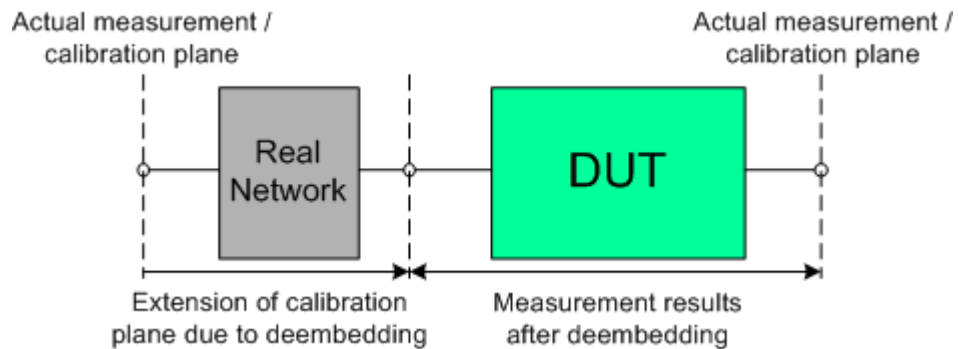 Actual measurement /
calibration plane
Actual measurement /
calibration plane
Real
Network
DUT
Extension of calibration
plane due to deembedding
Measurement results
after deembedding